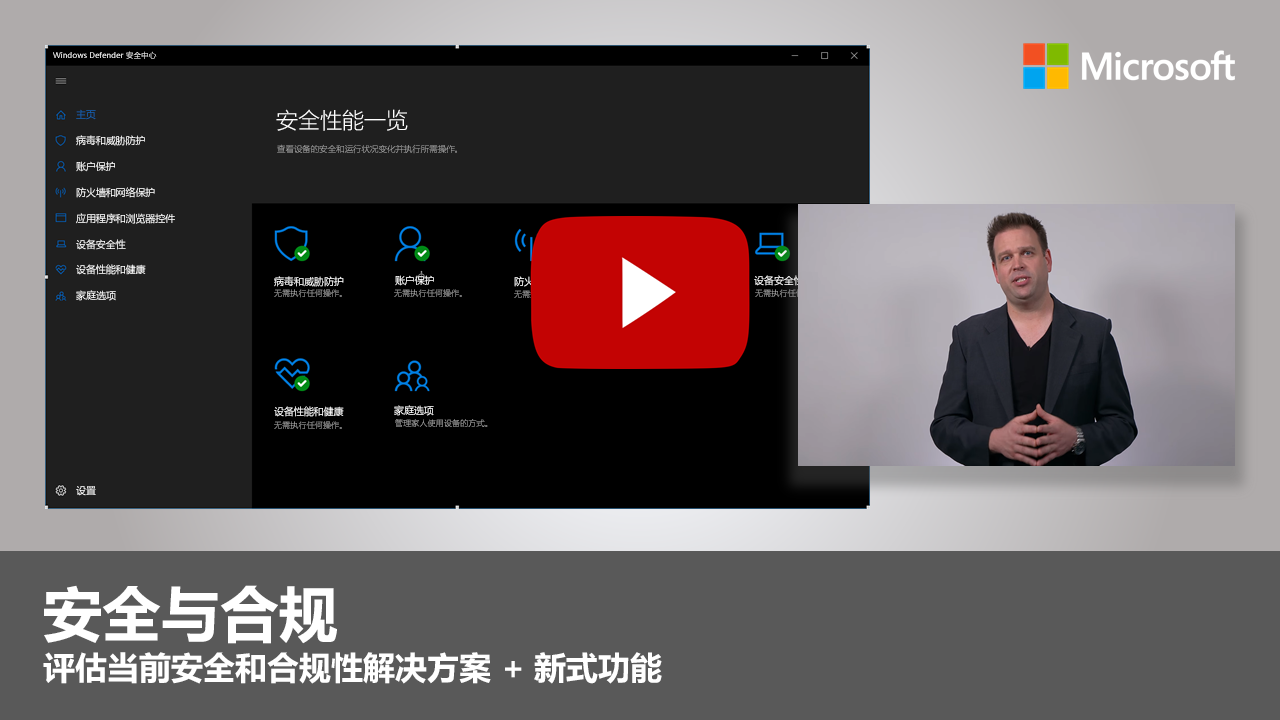 Windows Defender 安全中心
Microsoft
主页
病毒和威胁防护
账户保护
防火墙和网络保护
应用程序和浏览器控件
设备安全性
设备性能和健康
家庭选项
设置
安全性能一览
查看设备的安全和运行状况变化并执行所需操作。
病毒和威胁防护
无需执行任何操作。
账户保护
无需执行任何操作。
防火
无需
设备安全性
无需执行任
设备性能和健康
无需执行任何操作。
家庭选项
管理家人使用设备的方式。
安全与合规
评估当前安全和合规性解决方案 + 新式功能